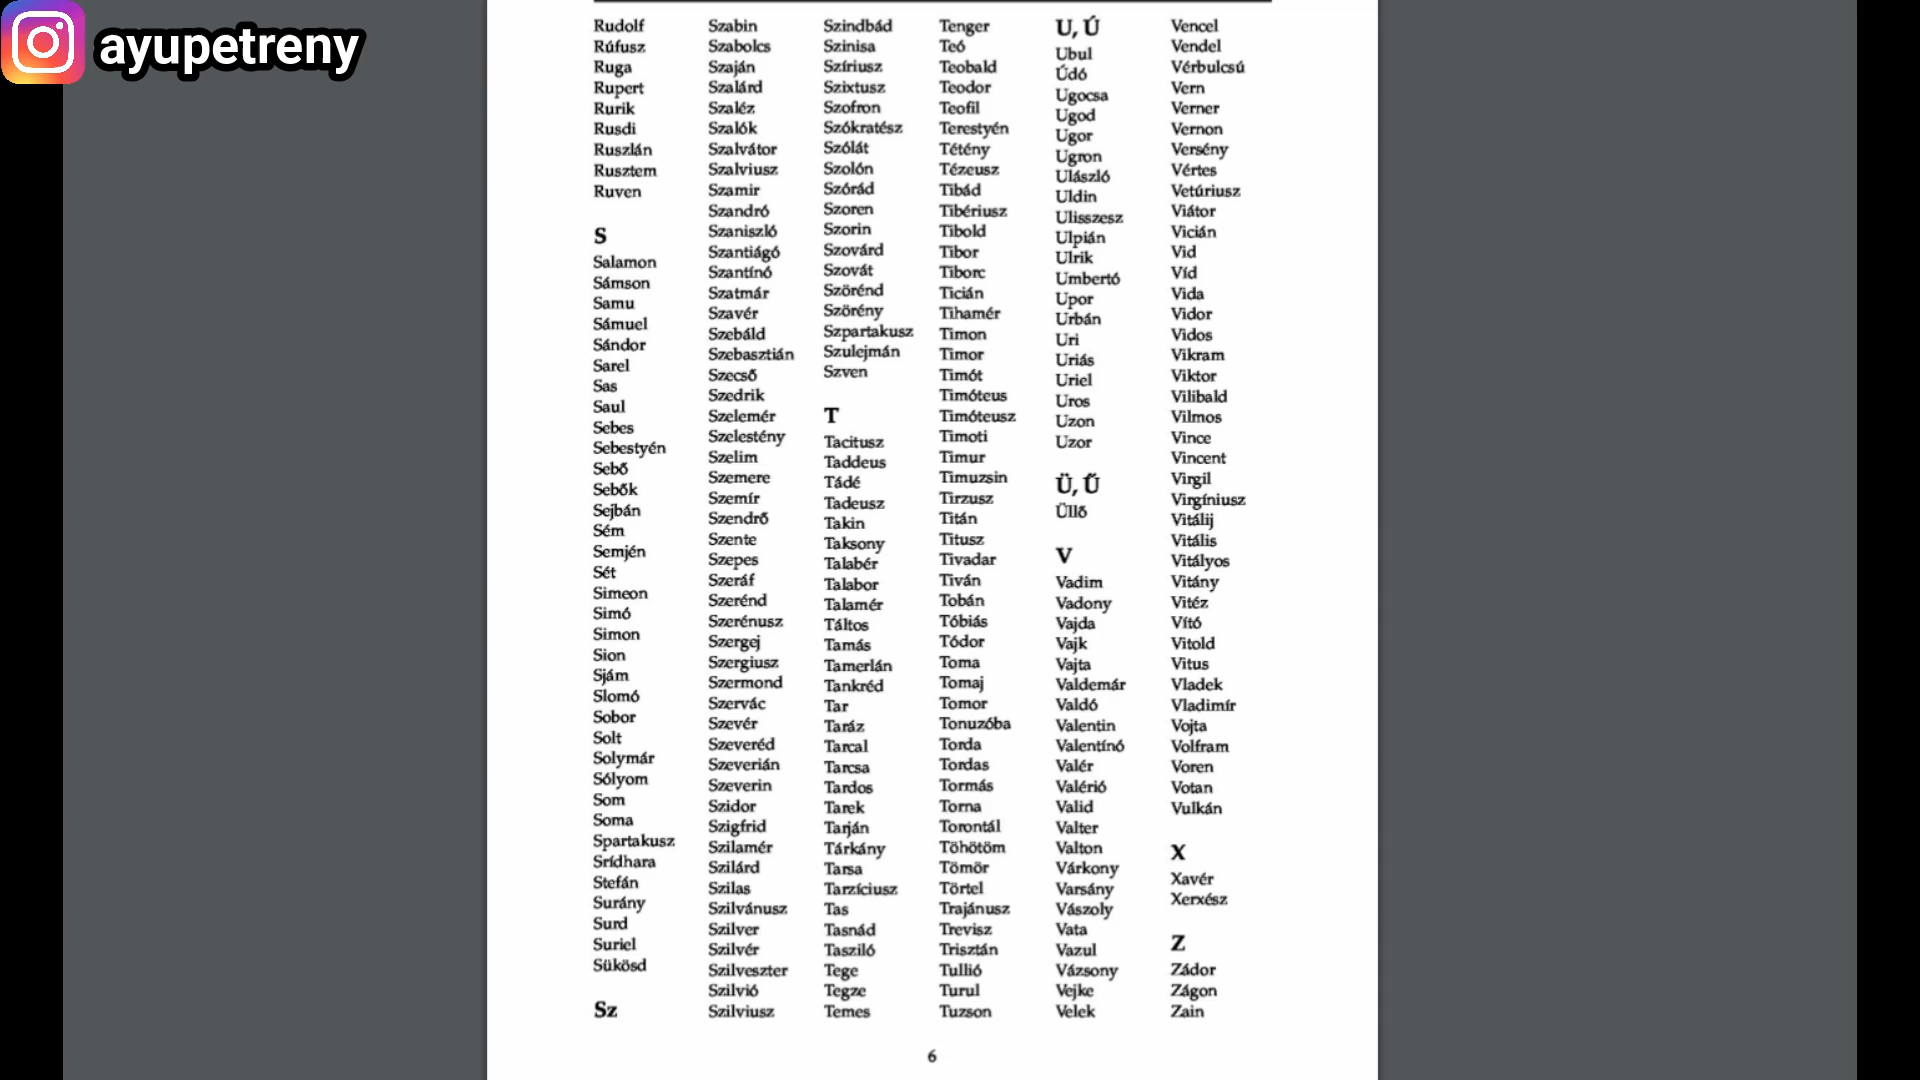 ayupetreny
Rudolf
Rúfusz
Ruga
Rupert
Rurik
Rusdi
Ruszlán
Rusztem
Ruven
S
Salamon
Sámson
Samu
Sámuel
Sándor
Sarel
Sas
Saul
Sebes
Sebestyén
Sebő
Sebők
Sejbán
Sém
Semjén
Sét
Simeon
Simó
Simon
Sion
Sjám
Slomó
Sobor
Solt
Solymár
Sólyom
Som
Soma
Spartakusz
Srídhara
Stefán
Surány
Surd
Suriel
Sükösd
Sz
Szabin
Szabolcs
Szaján
Szalárd
Szaléz
Szalók
Szalvátor
Szalviusz
Szamir
Szandró
Szaniszló
Szantiágó
Szantínó
Szatmár
Szavér
Szebáld
Szebasztián
Szecső
Szedrik
Szelemér
Szelestény
Szelim
Szemere
Szemír
Szendrő
Szente
Szepes
Szeráf
Szerénd
Szerénusz
Szergej
Szergiusz
Szermond
Szervác
Szevér
Szeveréd
Szeverián
Szeverin
Szidor
Szigfrid
Szilamér
Szilárd
Szilas
Szilvánusz
Szilver
Szilvér
Szilveszter
Szilvió
Szilviusz
Szindbád
Szinisa
Szíriusz
Szixtusz
Szofron
Szókratész
Szólát
Szolón
Szórád
Szoren
Szorin
Szovárd
Szovát
Szörénd
Szörény
Szpartakusz
Szulejmán
Szven
T
Tacitusz
Taddeus
Tádé
Tadeusz
Takin
Taksony
Talabér
Talabor
Talamér
Táltos
Tamás
Tamerlán
Tankréd
Tar
Taráz
Tarcal
Tarcsa
Tardos
Tarek
Tarján
Tárkány
Tarsa
Tarzíciusz
Tas
Tasnád
Tasziló
Tege
Tegze
Temes
Tenger
Teó
Teobald
Teodor
Teofil
Terestyén
Tétény
Tézeusz
Tibád
Tibériusz
Tibold
Tibor
Tiborc
Ticián
Tihamér
Timon
Timor
Timót
Timóteus
Timóteusz
Timoti
Timur
Timuzsin
Tirzusz
Titán
Titusz
Tivadar
Tiván
Tobán
Tóbiás
Tódor
Toma
Tomaj
Tomor
Tonuzóba
Torda
Tordas
Tormás
Torna
Torontál
Töhötöm
Tömör
Törtel
Trajánusz
Trevisz
Trisztán
Tullió
Turul
Tuzson
U, Ú
Ubul
Údó
Ugocsa
Ugod
Ugor
Ugron
Ulászló
Uldin
Ulisszesz
Ulpián
Ulrik
Umbertó
Upor
Urbán
Uri
Uriás
Uriel
Uros
Uzon
Uzor
Ü, Ű
Üllő
V
Vadim
Vadony
Vajda
Vajk
Vajta
Valdemár
Valdó
Valentin
Valentínó
Valér
Valérió
Valid
Valter
Valton
Várkony
Varsány
Vászoly
Vata
Vazul
Vázsony
Vejke
Velek
Vencel
Vendel
Vérbulcsú
Vern
Verner
Vernon
Versény
Vértes
Vetúriusz
Viátor
Vicián
Vid
Víd
Vida
Vidor
Vidos
Vikram
Viktor
Vilibald
Vilmos
Vince
Vincent
Virgil
Virgíniusz
Vitálij
Vitális
Vitályos
Vitány
Vitéz
Vító
Vitold
Vitus
Vladek
Vladimír
Vojta
Volfram
Voren
Votan
Vulkán
X
Xavér
Xerxész
Z
Zádor
Zágon
Zain
6